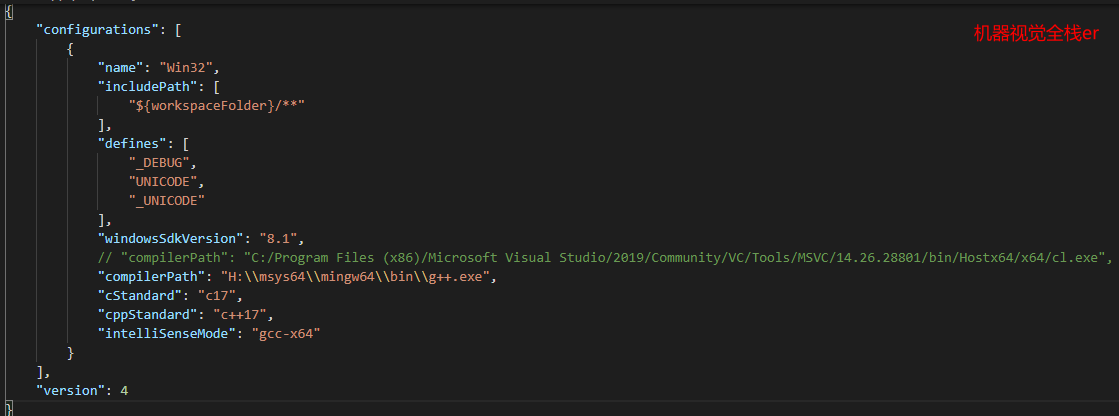 {
机器视觉全栈er
"configurations": [
{
"name": "Win32",
"includePath": [
"${workspaceFolder}/**"
],
"defines": [
"_DEBUG",
"UNICODE",
"_UNICODE"
],
"windowsSdkVersion": "8.1",
// "compilerPath": "C:/Program Files (x86)/Microsoft Visual Studio/2019/Community/VC/Tools/MSVC/14.26.28801/bin/Hostx64/x64/cl.exe",
"compilerPath": "H:\\msys64\\mingw64\\bin\\g++.exe",
"cStandard": "c17",
"cppStandard": "c++17",
"intelliSenseMode": "gcc-x64"
}
],
"version": 4
}